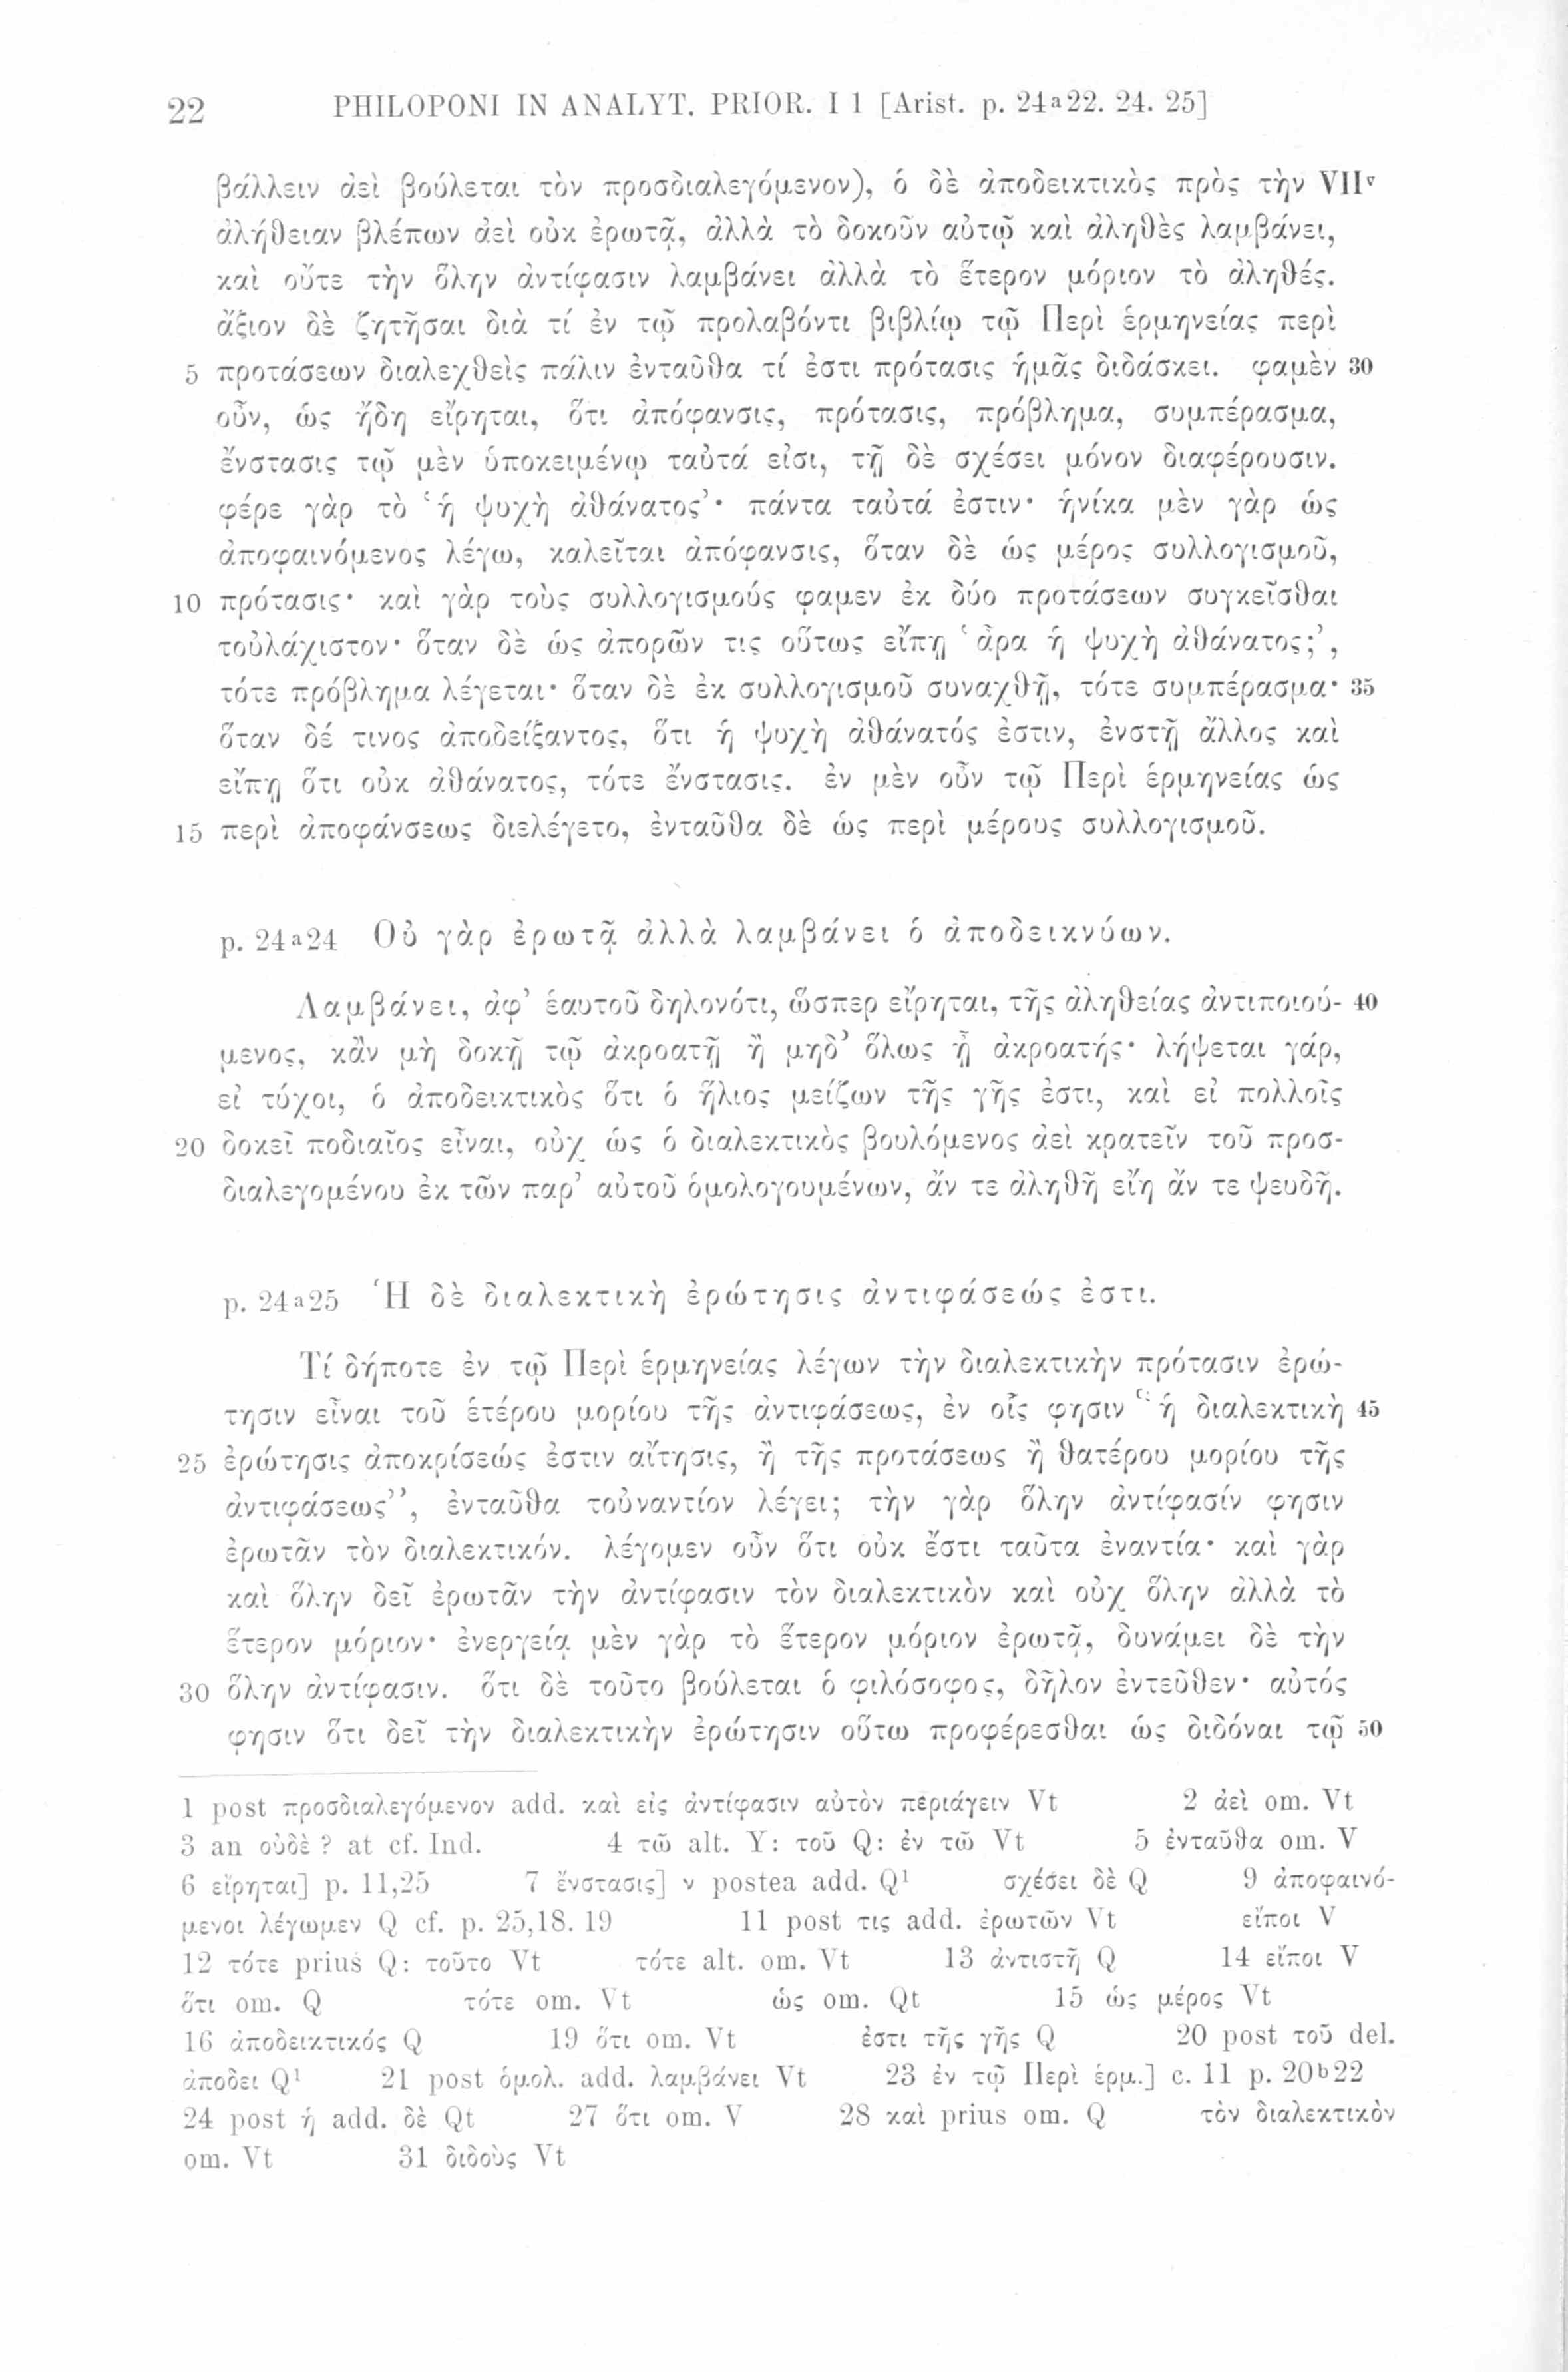 22 PHILOPONI IN ANALYT. PRIOR. I 1 [Arist. p. 24a22. 24. 25]
βάλλειν ἀεὶ βούλεται τὸν προσδιαλεγόμενον), ὁ δὲ ἀποδεικτικὸς πρὸς τὴν VIIv
ἀλήθειαν βλέπων ἀεὶ οὐκ ἐρωτᾷ, ἀλλὰ τὸ δοκοῦν αὐτῷ καὶ ἀληθὲς λαμβάνει,
καὶ οὔτε τὴν ὅλην ἀντίφασιν λαμβάνει ἀλλὰ τὸ ἕτερον μόριον τὸ ἀληθές.
ἄξιον δὲ ζητῆσαι διὰ τί ἐν τῷ προλαβόντι βιβλίῳ τῷ Περὶ ἑρμηνείας περὶ
5 προτάσεων διαλεχθεὶς πάλιν ἐνταῦθα τί ἐστι πρότασις ἡμᾶς διδάσκει. φαμὲν 30
οὖν, ὡς ἤδη εἴρηται, ὅτι ἀπόφανσις, πρότασις, πρόβλημα, συμπέρασμα,
ἔνστασις τῷ μὲν ὑποκειμένῳ ταὐτά εἰσι, τῇ δὲ σχέσει μόνον διαφέρουσιν.
φέρε γὰρ τὸ ‘ἡ ψυχὴ ἀθάνατος’· πάντα ταῦτά ἐστιν· ἡνίκα μὲν γὰρ ὡς
ἀποφαινόμενος λέγω, καλεῖται ἀπόφανσις, ὅταν δὲ ὡς μέρος συλλογισμοῦ,
10 πρότασις· καὶ γὰρ τοὺς συλλογισμούς φαμεν ἐκ δύο προτάσεων συγκεῖσθαι
τοὐλάχιστον· ὅταν δὲ ὡς ἀπορῶν τις οὕτως εἴπῃ ‘ἆρα ἡ ψυχὴ ἀθάνατος;’,
τότε πρόβλημα λέγεται· ὅταν δὲ ἐκ συλλογισμοῦ συναχθῇ, τότε συμπέρασμα· 35
ὅταν δέ τινος ἀποδείξαντος, ὅτι ἡ ψυχὴ ἀθάνατός ἐστιν, ἐνστῇ ἄλλος καὶ
εἴπῃ ὅτι οὐκ ἀθάνατος, τότε ἔνστασις. ἐν μὲν οὖν τῷ Περὶ ἑρμηνείας ὡς
15 περὶ ἀποφάνσεως διελέγετο, ἐνταῦθα δὲ ὡς περὶ μέρους συλλογισμοῦ.
p. 24a24 Οὐ γὰρ ἐρωτᾷ ἀλλὰ λαμβάνει ὁ ἀποδεικνύων.
Λαμβάνει, ἀφ’ ἑαυτοῦ δηλονότι, ὥσπερ εἴρηται, τῆς ἀληθείας ἀντιποιού- 40
μενος, κἂν μὴ δοκῇ τῷ ἀκροατῇ ἢ μηδ’ ὅλως ᾖ ἀκροατής· λήψεται γάρ,
εἰ τύχοι, ὁ ἀποδεικτικὸς ὅτι ὁ ἥλιος μείζων τῆς γῆς ἐστι, καὶ εἰ πολλοῖς
20 δοκεῖ ποδιαῖος εἶναι, οὐχ ὡς ὁ διαλεκτικὸς βουλόμενος ἀεὶ κρατεῖν τοῦ προσ-
διαλεγομένου ἐκ τῶν παρ’ αὐτοῦ ὁμολογουμένων, ἄν τε ἀληθῆ εἴη ἄν τε ψευδῆ.
p. 24a25 Ἡ δὲ διαλεκτικὴ ἐρώτησις ἀντιφάσεώς ἐστι.
Τί δήποτε ἐν τῷ Περὶ ἑρμηνείας λέγων τὴν διαλεκτικὴν πρότασιν ἐρώ-
τησιν εἶναι τοῦ ἑτέρου μορίου τῆς ἀντιφάσεως, ἐν οἷς φησιν “ἡ διαλεκτικὴ 45
25 ἐρώτησις ἀποκρίσεώς ἐστιν αἴτησις, ἢ τῆς προτάσεως ἢ θατέρου μορίου τῆς
ἀντιφάσεως”, ἐνταῦθα τοὐναντίον λέγει; τὴν γὰρ ὅλην ἀντίφασίν φησιν
ἐρωτᾶν τὸν διαλεκτικόν. λέγομεν οὖν ὅτι οὐκ ἔστι ταῦτα ἐναντία· καὶ γὰρ
καὶ ὅλην δεῖ ἐρωτᾶν τὴν ἀντίφασιν τὸν διαλεκτικὸν καὶ οὐχ ὅλην ἀλλὰ τὸ
ἕτερον μόριον· ἐνεργείᾳ μὲν γὰρ τὸ ἕτερον μόριον ἐρωτᾷ, δυνάμει δὲ τὴν
30 ὅλην ἀντίφασιν. ὅτι δὲ τοῦτο βούλεται ὁ φιλόσοφος, δῆλον ἐντεῦθεν· αὐτός
φησιν ὅτι δεῖ τὴν διαλεκτικὴν ἐρώτησιν οὕτω προφέρεσθαι ὡς διδόναι τῷ 50
1 post προσδιαλεγόμενον add. καὶ εἰς ἀντίφασιν αὐτὸν περιάγειν Vt 2 ἀεὶ om. Vt
3 an οὐδὲ ? at cf. Ind. 4 τῶ alt. Y: τοῦ Q: ἐν τῶ Vt 5 ἐνταῦθα om. V
6 εἴρηται] p. 11,25 7 ἔνστασις] ν postea add. Q1 σχέσει δὲ Q 9 ἀποφαινό-
μενοι λέγωμεν Q cf. p. 25,18. 19 11 post τις add. ἐρωτῶν Vt εἴποι V
12 τότε prius Q: τοῦτο Vt τότε alt. om. Vt 13 ἀντιστῆ Q 14 εἴποι V
ὅτι om. Q τότε om. Vt ὡς om. Qt 15 ὡς μέρος Vt
16 ἀποδεικτικός Q 19 ὅτι om. Vt ἐστι τῆς γῆς Q 20 post τοῦ del.
ἀποδει Q1 21 post ὁμολ. add. λαμβάνει Vt 23 ἐν τῷ Περὶ ἑρμ.] c. 11 p. 20b22
24 post ἡ add. δὲ Qt 27 ὅτι om. V 28 καὶ prius om. Q τὸν διαλεκτικὸν
om. Vt 31 διδοὺς Vt